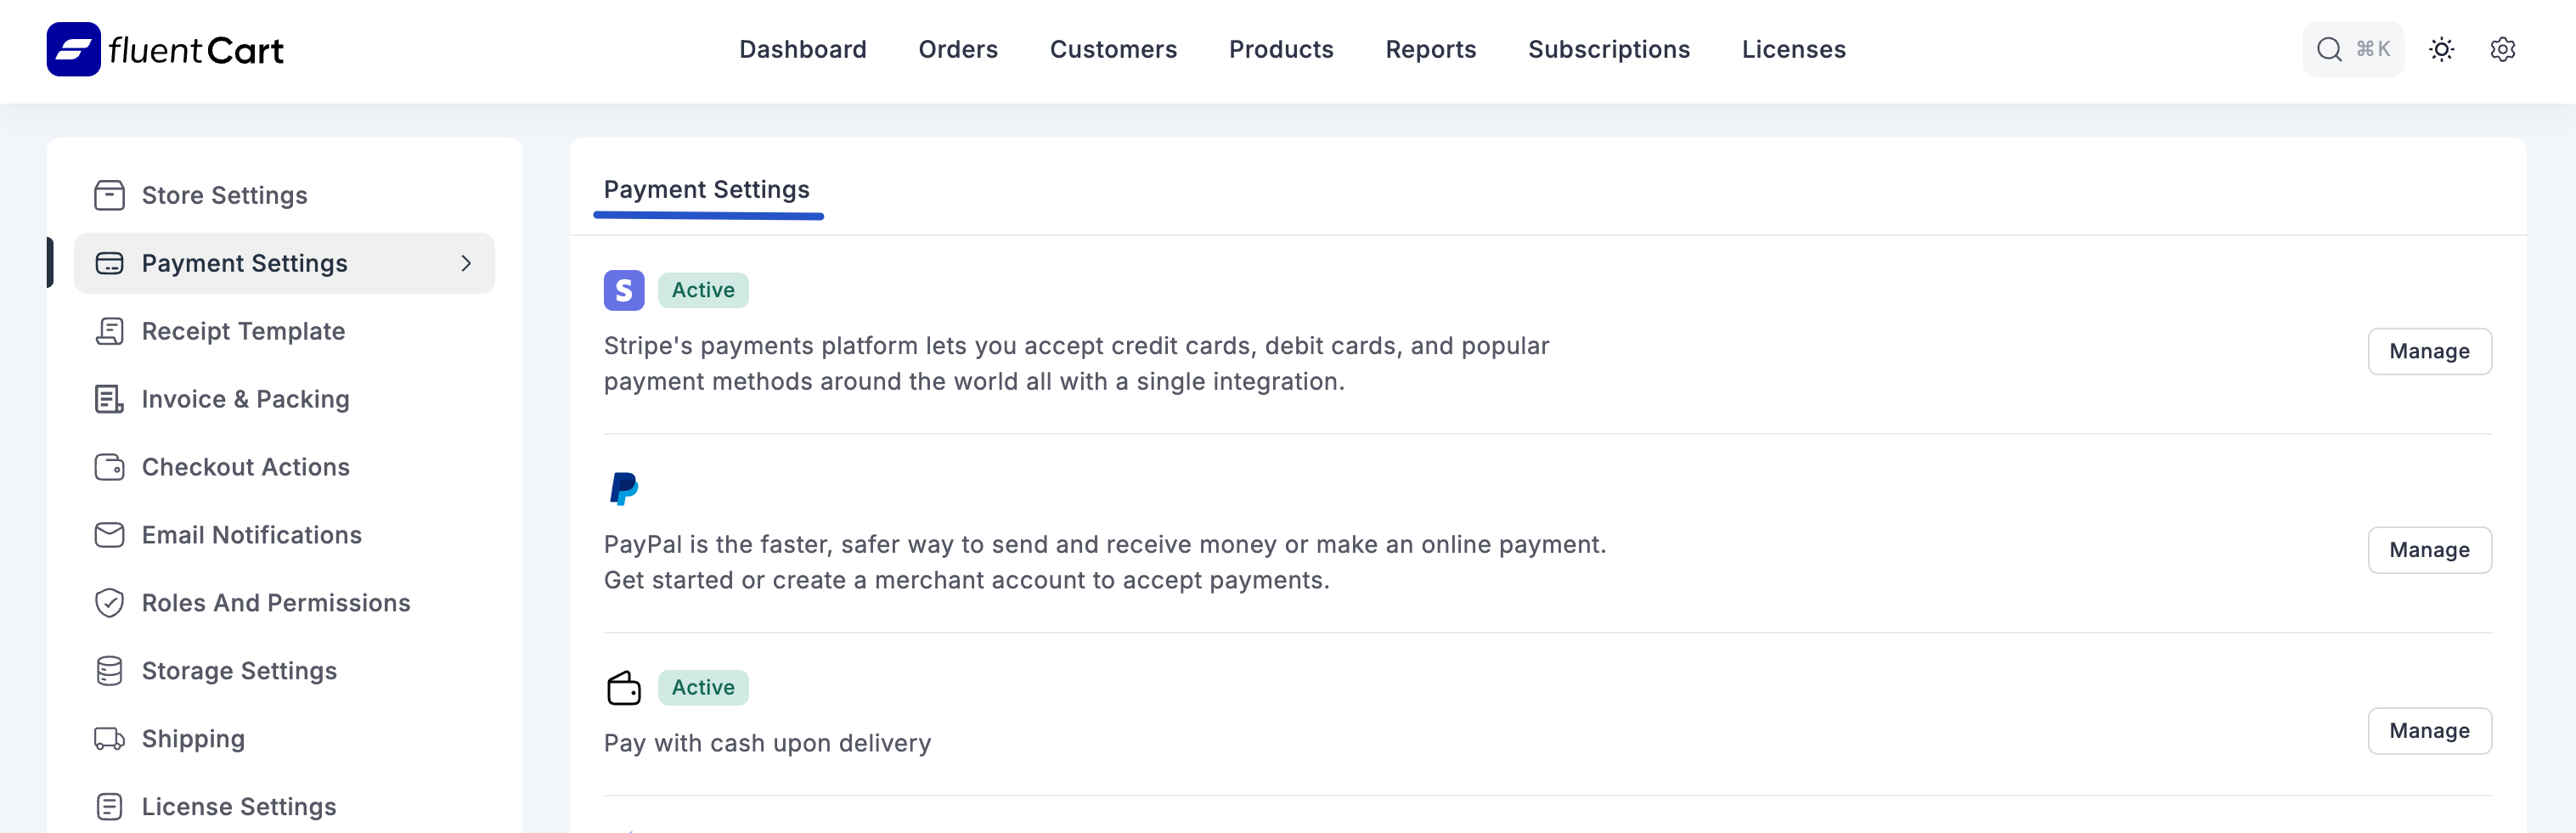 fluentCart
Dashboard
Orders
Customers
Products
Reports
Subscriptions
Licenses
⌘K
Store Settings
Payment Settings
Receipt Template
Invoice & Packing
Checkout Actions
Email Notifications
Roles And Permissions
Storage Settings
Shipping
License Settings
Payment Settings
S
Active
Stripe's payments platform lets you accept credit cards, debit cards, and popular
payment methods around the world all with a single integration.
Manage
PayPal is the faster, safer way to send and receive money or make an online payment.
Get started or create a merchant account to accept payments.
Manage
Active
Pay with cash upon delivery
Manage